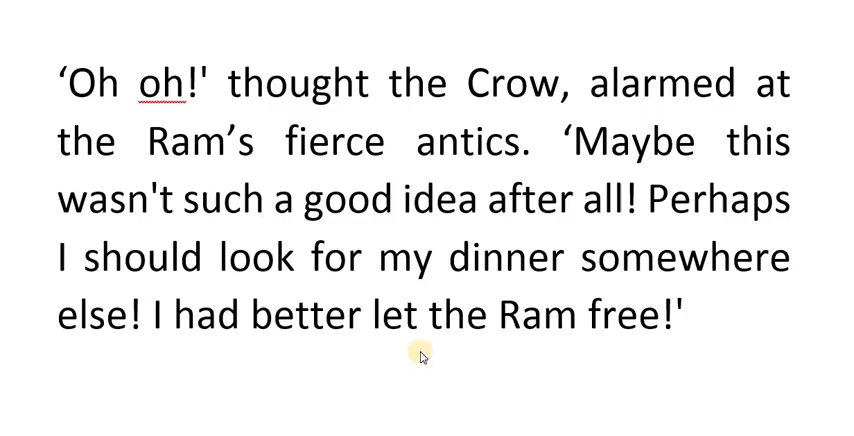 ‘Oh oh!' thought the Crow, alarmed at
the Ram’s fierce antics. ‘Maybe this
wasn't such a good idea after all! Perhaps
I should look for my dinner somewhere
else! I had better let the Ram free!'